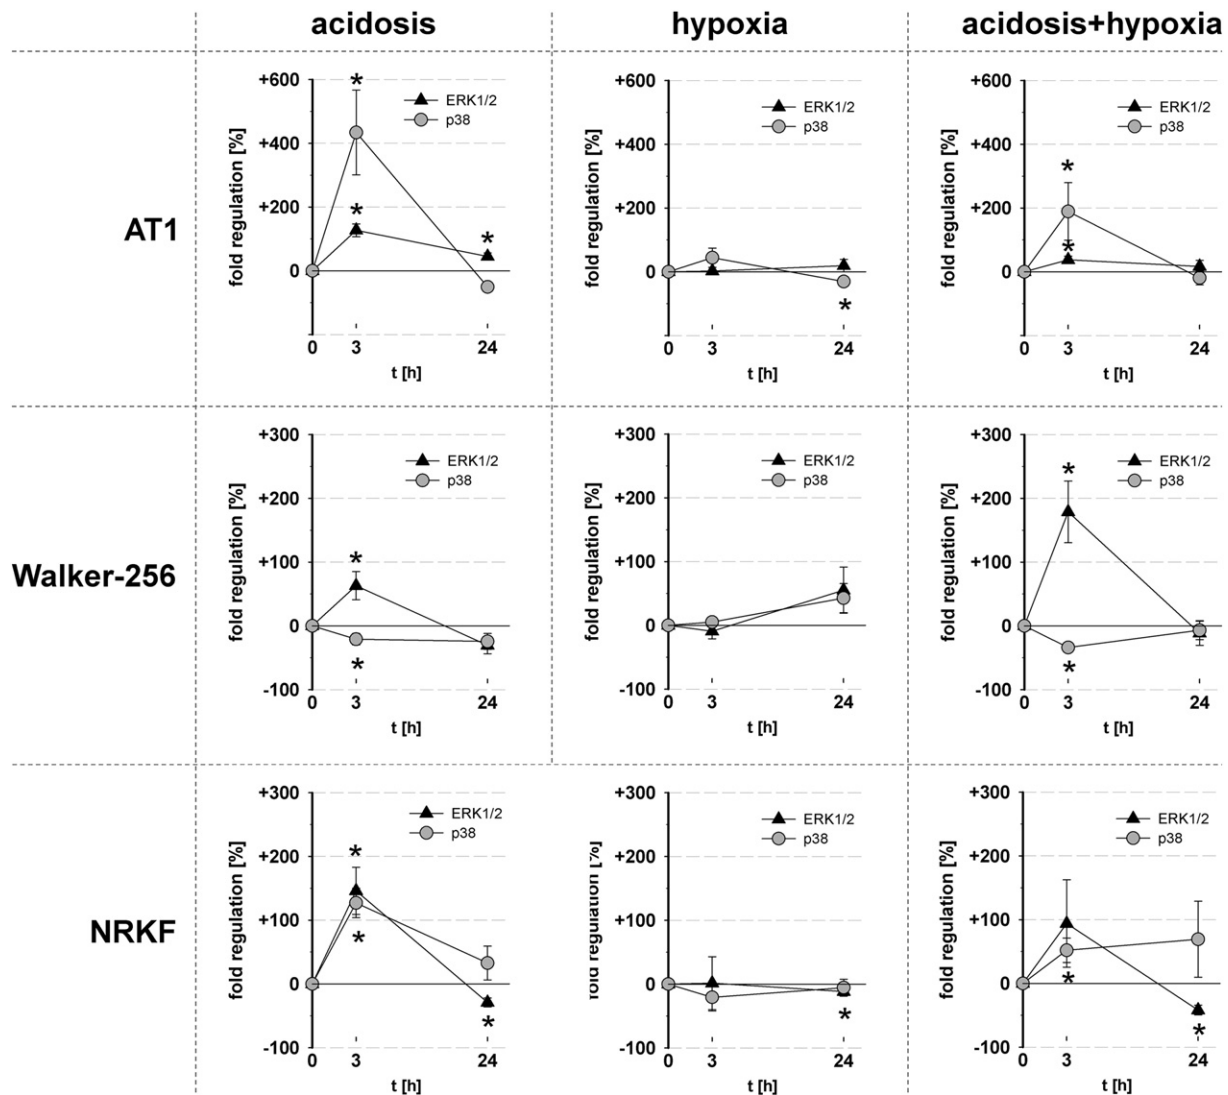 acidosis hypoxia acidosis+hypoxia
AT1
fold regulation [%]
+600
+400
+200
0
0 3 24
t [h]
ERK1/2
p38
*
*
*
fold regulation [%]
+600
+400
+200
0
0 3 24
t [h]
ERK1/2
p38
*
fold regulation [%]
+600
+400
+200
0
0 3 24
t [h]
ERK1/2
p38
*
*
Walker-256
fold regulation [%]
+300
+200
+100
0
-100
0 3 24
t [h]
ERK1/2
p38
*
*
fold regulation [%]
+300
+200
+100
0
-100
0 3 24
t [h]
ERK1/2
p38
fold regulation [%]
+300
+200
+100
0
-100
0 3 24
t [h]
ERK1/2
p38
*
*
NRKF
fold regulation [%]
+300
+200
+100
0
-100
0 3 24
t [h]
ERK1/2
p38
*
*
*
fold regulation [%]
+300
+200
+100
0
-100
0 3 24
t [h]
ERK1/2
p38
*
fold regulation [%]
+300
+200
+100
0
-100
0 3 24
t [h]
ERK1/2
p38
*
*